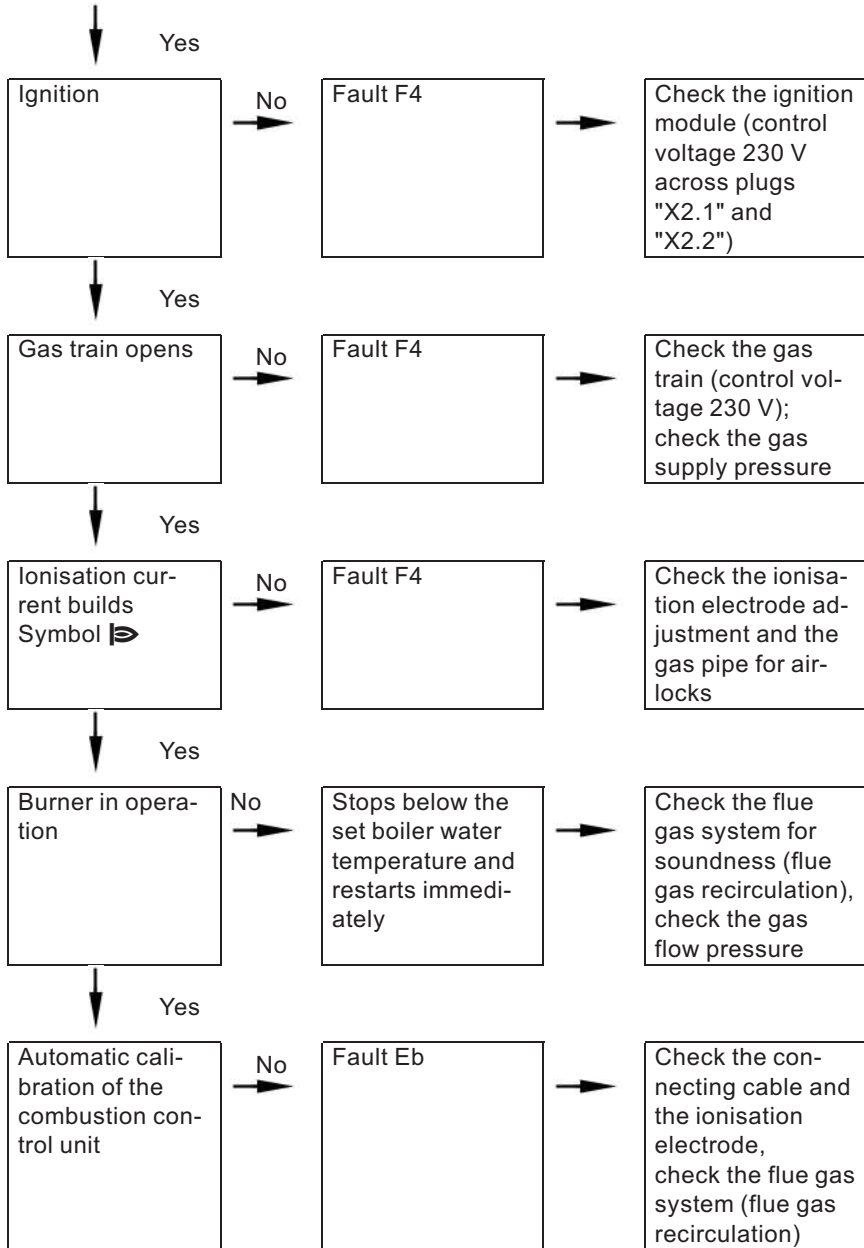 Yes
Ignition
No
Fault F4
Check the ignition
module (control
voltage 230 V
across plugs
"X2.1" and
"X2.2")
Yes
Gas train opens
No
Fault F4
Check the gas
train (control vol-
tage 230 V);
check the gas
supply pressure
Yes
Ionisation cur-
rent builds
Symbol
No
Fault F4
Check the ionisa-
tion electrode ad-
justment and the
gas pipe for air-
locks
Yes
Burner in opera-
tion
No
Stops below the
set boiler water
temperature and
restarts immedi-
ately
Check the flue
gas system for
soundness (flue
gas recirculation),
check the gas
flow pressure
Yes
Automatic cali-
bration of the
combustion con-
trol unit
No
Fault Eb
Check the con-
necting cable and
the ionisation
electrode,
check the flue gas
system (flue gas
recirculation)